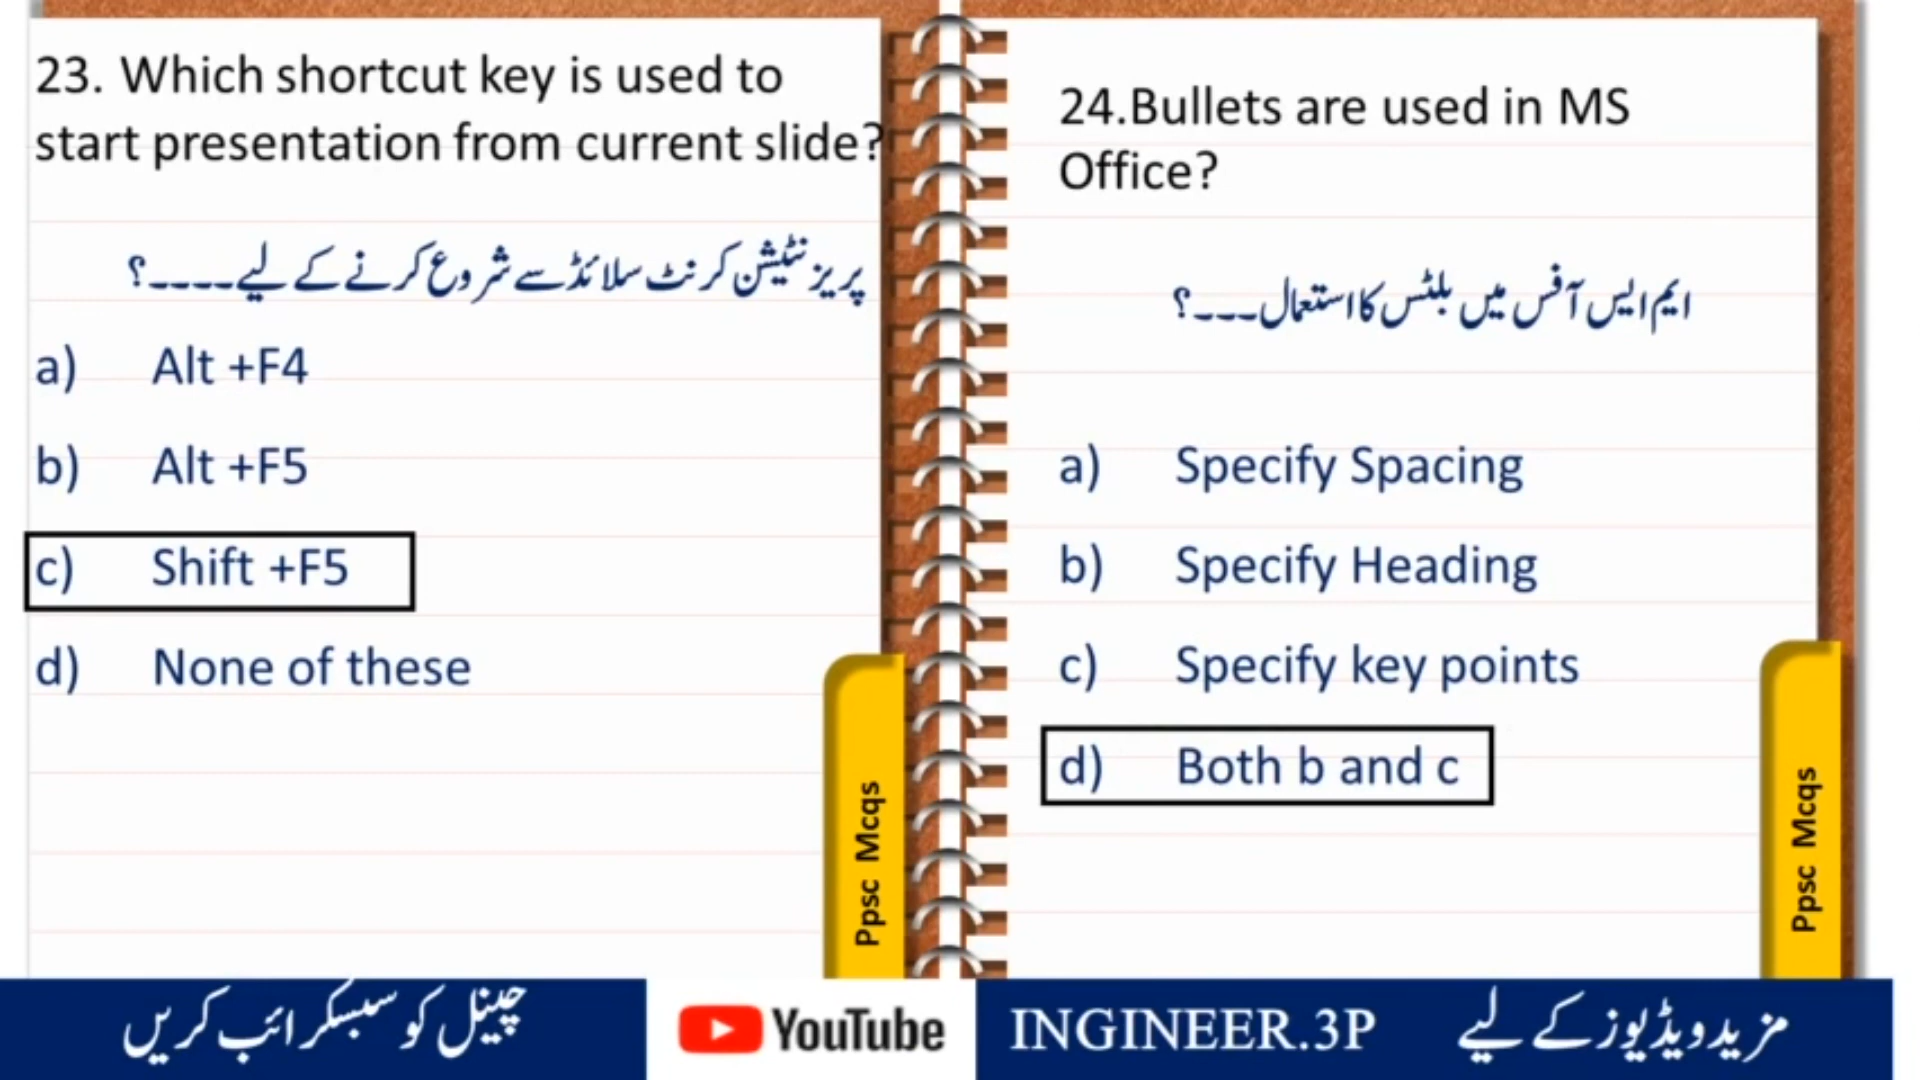 23. Which shortcut key is used to
start presentation from current slide?
پریزنٹیشن کرنٹ سلائڈ سے شروع کرنے کے لیے۔۔۔۔؟
a) Alt +F4
b) Alt +F5
c) Shift +F5
d) None of these
Ppsc Mcqs
24.Bullets are used in MS
Office?
ایم ایس آفس میں بلٹس کا استعمال۔۔۔؟
a) Specify Spacing
b) Specify Heading
c) Specify key points
d) Both b and c
Ppsc Mcqs
چینل کو سبسکرائب کریں
YouTube
INGINEER.3P
مزید ویڈیوز کے لیے